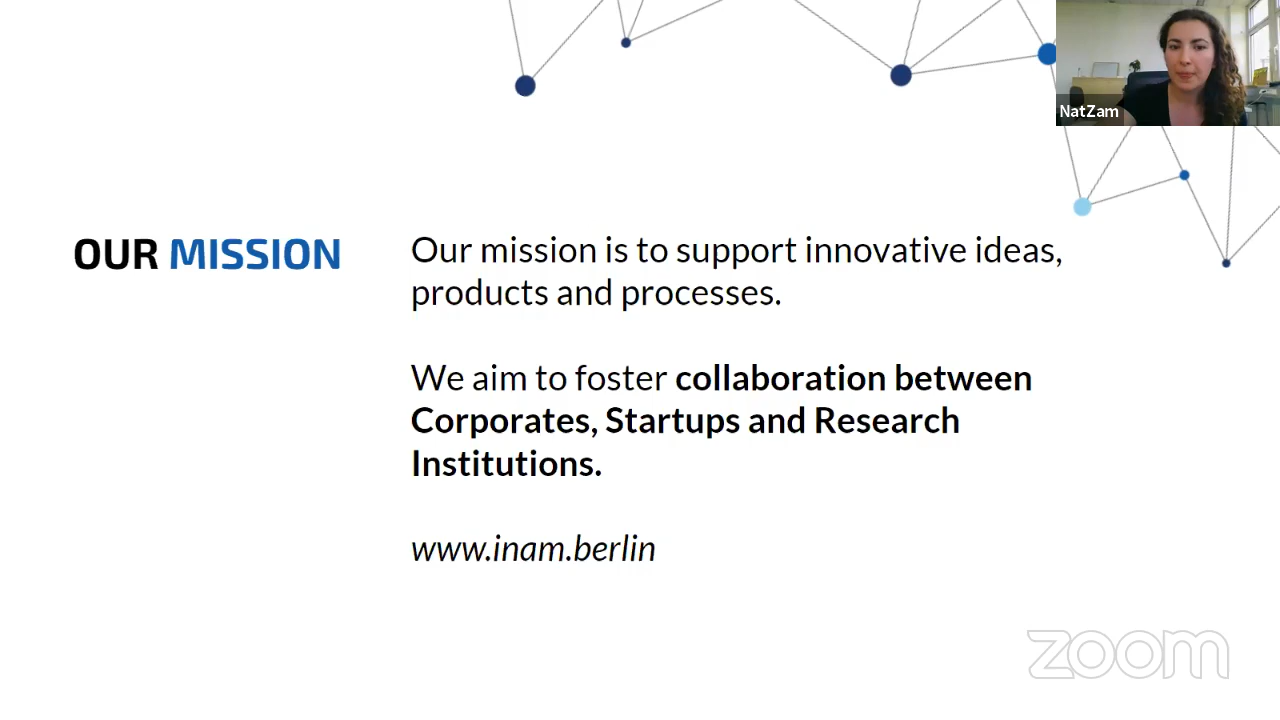 NatZam
OUR MISSION
Our mission is to support innovative ideas,
products and processes.
We aim to foster collaboration between
Corporates, Startups and Research
Institutions.
www.inam.berlin
zoom